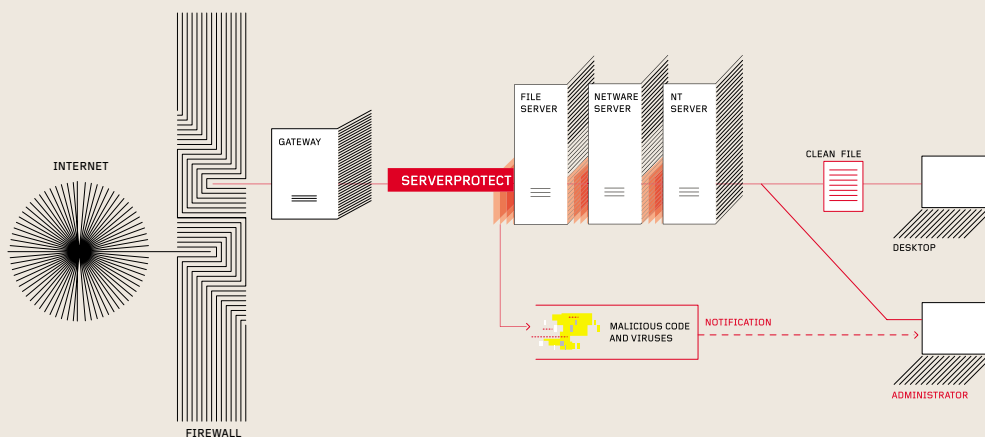 INTERNET
FIREWALL
GATEWAY
SERVERPROTECT
FILE
SERVER
NETWARE
SERVER
NT
SERVER
CLEAN FILE
DESKTOP
MALICIOUS CODE
AND VIRUSES
NOTIFICATION
ADMINISTRATOR